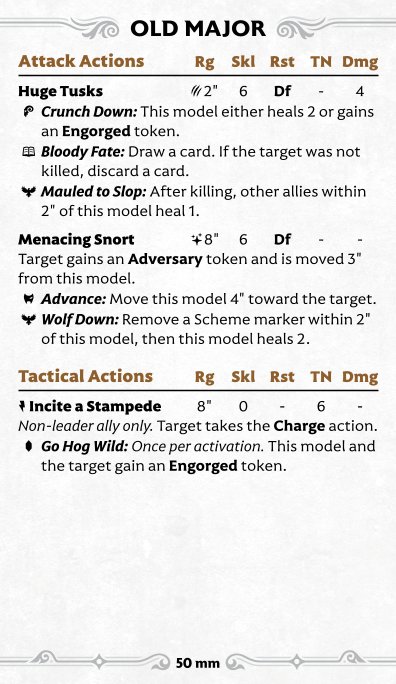 OLD MAJOR
Attack Actions Rg Skl Rst TN Dmg
Huge Tusks 2" 6 Df - 4
Crunch Down: This model either heals 2 or gains
an Engorged token.
Bloody Fate: Draw a card. If the target was not
killed, discard a card.
Mauled to Slop: After killing, other allies within
2" of this model heal 1.
Menacing Snort 8" 6 Df - -
Target gains an Adversary token and is moved 3"
from this model.
Advance: Move this model 4" toward the target.
Wolf Down: Remove a Scheme marker within 2"
of this model, then this model heals 2.
Tactical Actions Rg Skl Rst TN Dmg
Incite a Stampede 8" 0 - 6 -
Non-leader ally only. Target takes the Charge action.
Go Hog Wild: Once per activation. This model and
the target gain an Engorged token.
50 mm